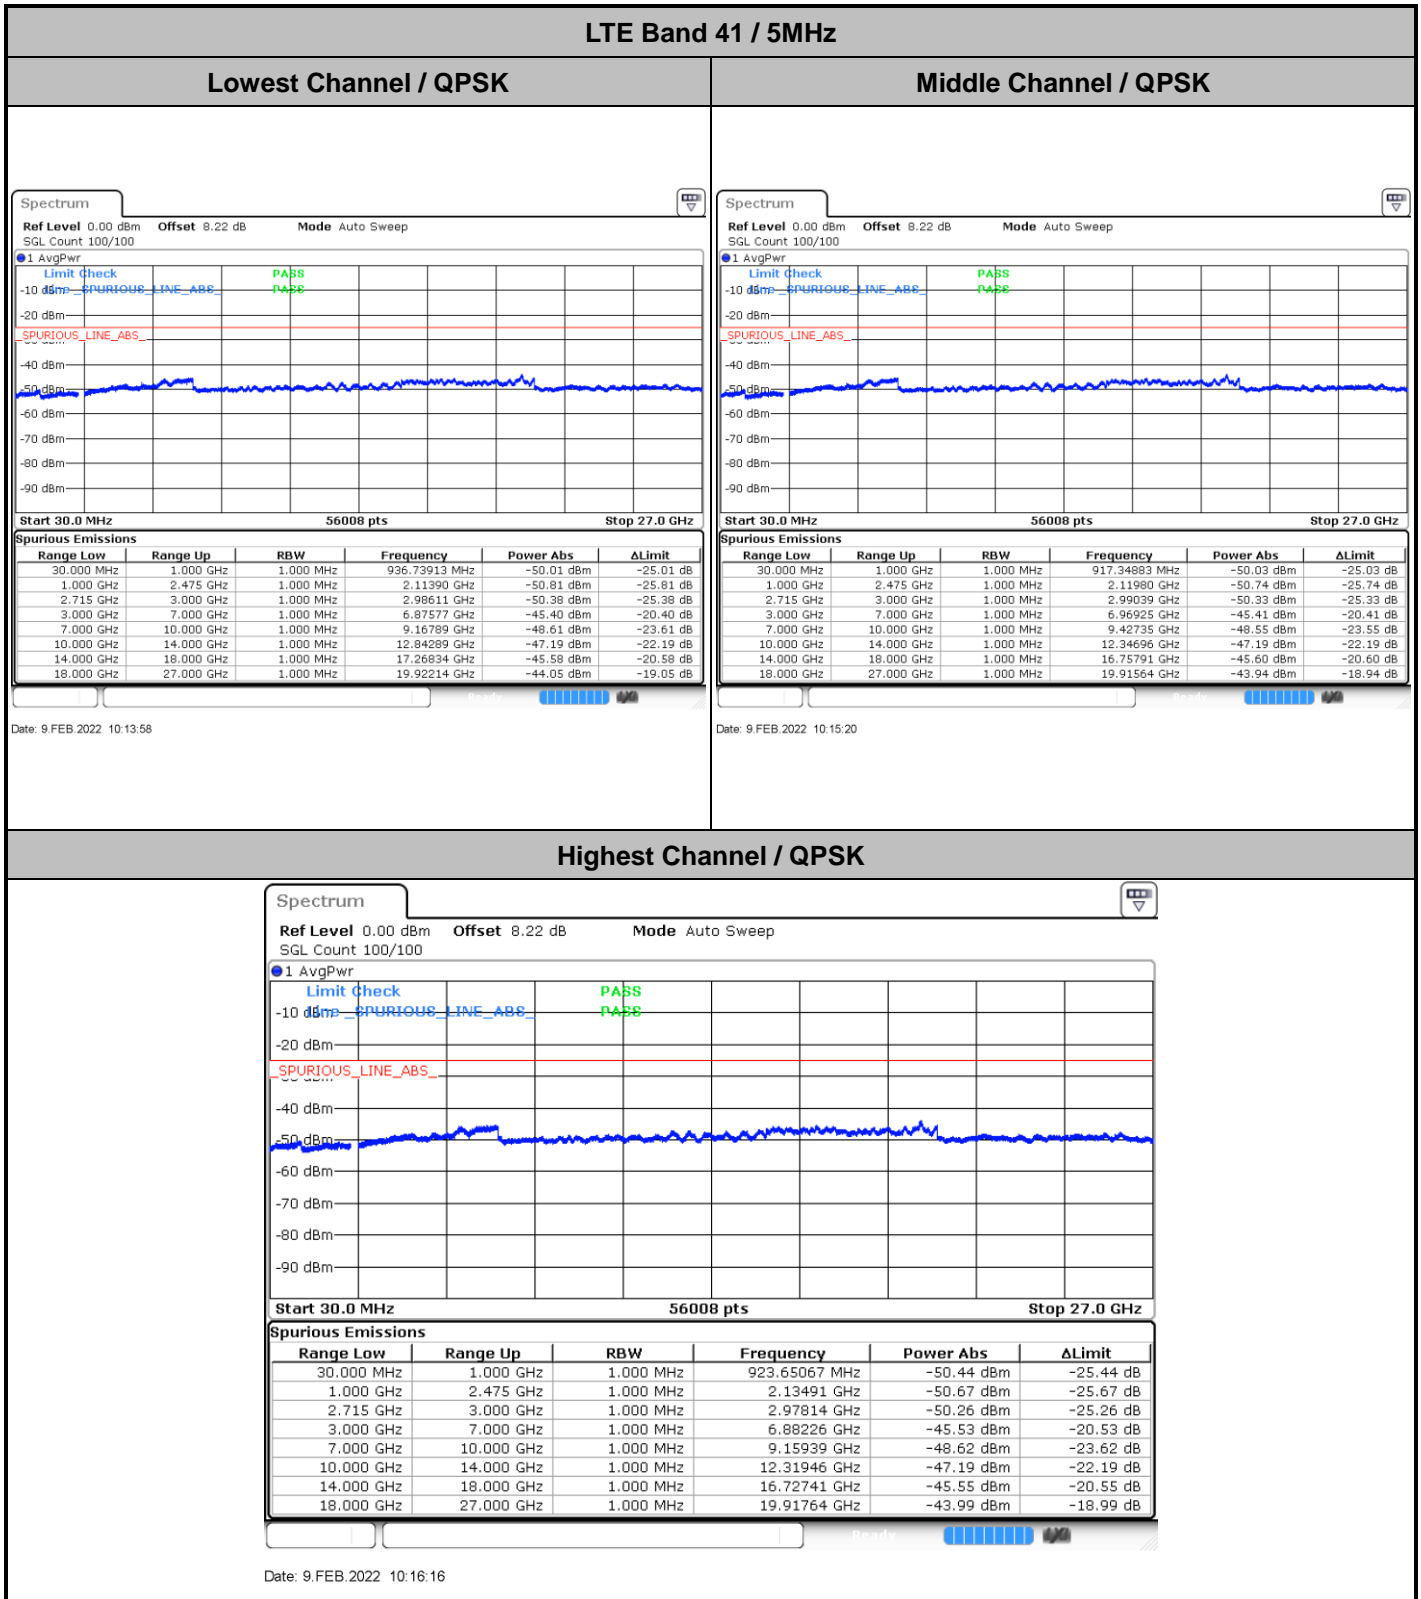 LTE Band 41 / 5MHz
Lowest Channel / QPSK
Middle Channel / QPSK
Spectrum
Ref Level 0.00 dBm Offset 8.22 dB Mode Auto Sweep
SGL Count 100/100
1 AvgPwr
Limit Check PASS
-10 dBm Line _SPURIOUS_LINE_ABS_ PASS
-20 dBm
_SPURIOUS_LINE_ABS_
-40 dBm
-50 dBm
-60 dBm
-70 dBm
-80 dBm
-90 dBm
Start 30.0 MHz 56008 pts Stop 27.0 GHz
Spurious Emissions
Range Low Range Up RBW Frequency Power Abs ΔLimit
30.000 MHz 1.000 GHz 1.000 MHz 936.73913 MHz -50.01 dBm -25.01 dB
1.000 GHz 2.475 GHz 1.000 MHz 2.11390 GHz -50.81 dBm -25.81 dB
2.715 GHz 3.000 GHz 1.000 MHz 2.98611 GHz -50.38 dBm -25.38 dB
3.000 GHz 7.000 GHz 1.000 MHz 6.87577 GHz -45.40 dBm -20.40 dB
7.000 GHz 10.000 GHz 1.000 MHz 9.16789 GHz -48.61 dBm -23.61 dB
10.000 GHz 14.000 GHz 1.000 MHz 12.84289 GHz -47.19 dBm -22.19 dB
14.000 GHz 18.000 GHz 1.000 MHz 17.26834 GHz -45.58 dBm -20.58 dB
18.000 GHz 27.000 GHz 1.000 MHz 19.92214 GHz -44.05 dBm -19.05 dB
Ready
Date: 9.FEB.2022 10:13:58
Spectrum
Ref Level 0.00 dBm Offset 8.22 dB Mode Auto Sweep
SGL Count 100/100
1 AvgPwr
Limit Check PASS
-10 dBm Line _SPURIOUS_LINE_ABS_ PASS
-20 dBm
_SPURIOUS_LINE_ABS_
-40 dBm
-50 dBm
-60 dBm
-70 dBm
-80 dBm
-90 dBm
Start 30.0 MHz 56008 pts Stop 27.0 GHz
Spurious Emissions
Range Low Range Up RBW Frequency Power Abs ΔLimit
30.000 MHz 1.000 GHz 1.000 MHz 917.34883 MHz -50.03 dBm -25.03 dB
1.000 GHz 2.475 GHz 1.000 MHz 2.11980 GHz -50.74 dBm -25.74 dB
2.715 GHz 3.000 GHz 1.000 MHz 2.99039 GHz -50.33 dBm -25.33 dB
3.000 GHz 7.000 GHz 1.000 MHz 6.96925 GHz -45.41 dBm -20.41 dB
7.000 GHz 10.000 GHz 1.000 MHz 9.42735 GHz -48.55 dBm -23.55 dB
10.000 GHz 14.000 GHz 1.000 MHz 12.34696 GHz -47.19 dBm -22.19 dB
14.000 GHz 18.000 GHz 1.000 MHz 16.75791 GHz -45.60 dBm -20.60 dB
18.000 GHz 27.000 GHz 1.000 MHz 19.91564 GHz -43.94 dBm -18.94 dB
Ready
Date: 9.FEB.2022 10:15:20
Highest Channel / QPSK
Spectrum
Ref Level 0.00 dBm Offset 8.22 dB Mode Auto Sweep
SGL Count 100/100
1 AvgPwr
Limit Check PASS
-10 dBm Line _SPURIOUS_LINE_ABS_ PASS
-20 dBm
_SPURIOUS_LINE_ABS_
-40 dBm
-50 dBm
-60 dBm
-70 dBm
-80 dBm
-90 dBm
Start 30.0 MHz 56008 pts Stop 27.0 GHz
Spurious Emissions
Range Low Range Up RBW Frequency Power Abs ΔLimit
30.000 MHz 1.000 GHz 1.000 MHz 923.65067 MHz -50.44 dBm -25.44 dB
1.000 GHz 2.475 GHz 1.000 MHz 2.13491 GHz -50.67 dBm -25.67 dB
2.715 GHz 3.000 GHz 1.000 MHz 2.97814 GHz -50.26 dBm -25.26 dB
3.000 GHz 7.000 GHz 1.000 MHz 6.88226 GHz -45.53 dBm -20.53 dB
7.000 GHz 10.000 GHz 1.000 MHz 9.15939 GHz -48.62 dBm -23.62 dB
10.000 GHz 14.000 GHz 1.000 MHz 12.31946 GHz -47.19 dBm -22.19 dB
14.000 GHz 18.000 GHz 1.000 MHz 16.72741 GHz -45.55 dBm -20.55 dB
18.000 GHz 27.000 GHz 1.000 MHz 19.91764 GHz -43.99 dBm -18.99 dB
Ready
Date: 9.FEB.2022 10:16:16